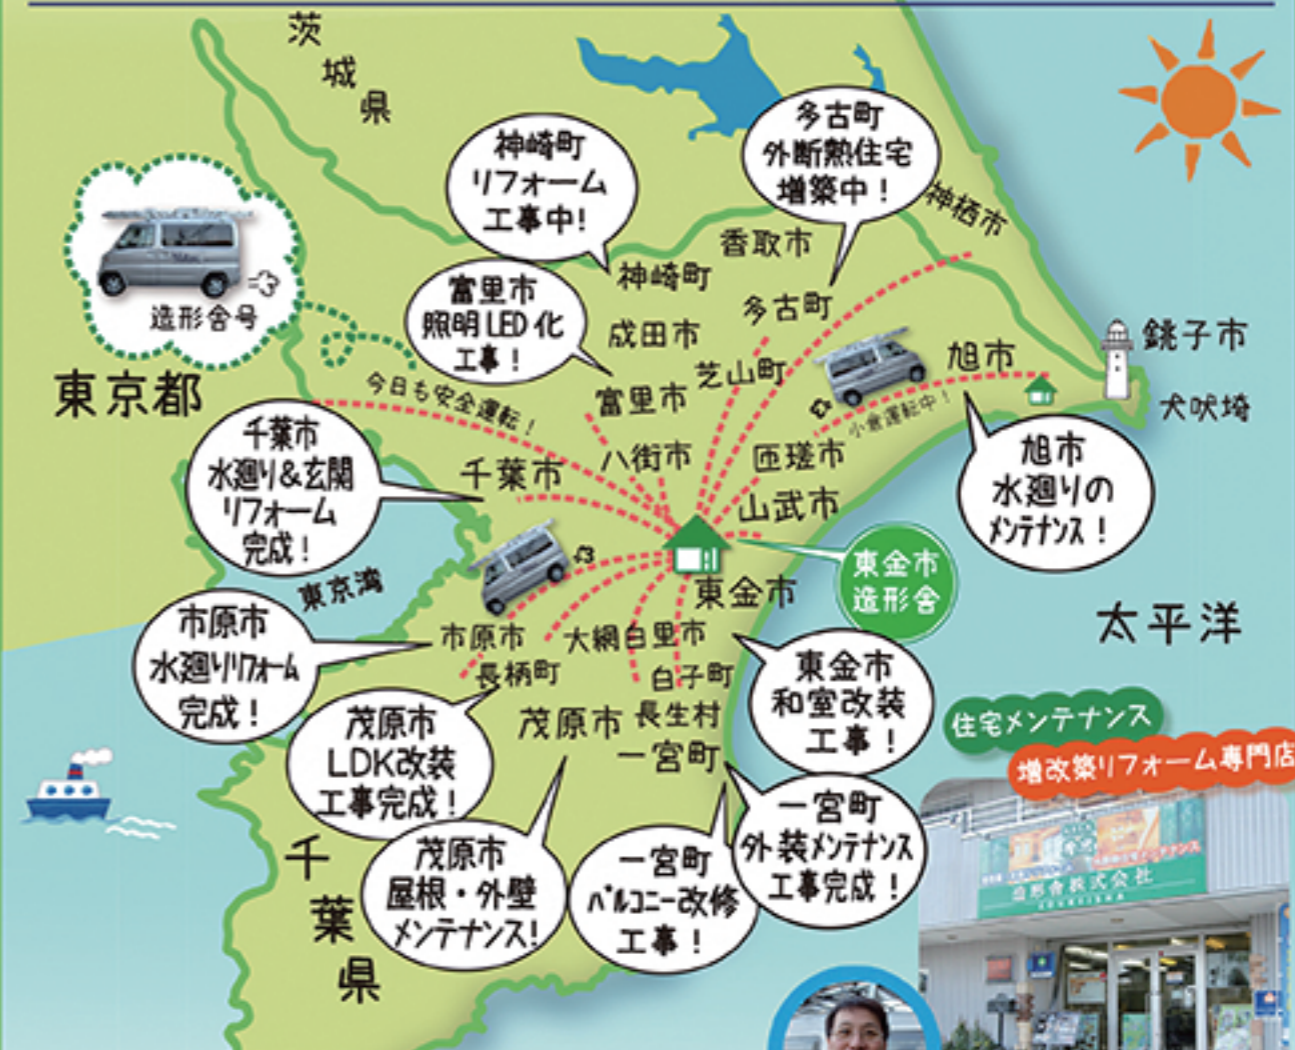 茨
城
県
神崎町
リフォーム
工事中!
多古町
外断熱住宅
増築中!
神栖市
香取市
神崎町
富里市
照明LED化
工事!
造形舎号
多古町
成田市
芝山町
旭市
銚子市
犬吠埼
東京都
今日も安全運転!
富里市
小倉運転中!
千葉市
水廻り&玄関
リフォーム
完成!
千葉市
八街市
匝瑳市
山武市
旭市
水廻りの
メンテナンス!
東金市
造形舎
東京湾
東金市
太平洋
市原市
水廻りリフォーム
完成!
市原市
大網白里市
長柄町
白子町
東金市
和室改装
工事!
茂原市
LDK改装
工事完成!
茂原市
長生村
一宮町
住宅メンテナンス
増改築リフォーム専門店
千
葉
県
茂原市
屋根・外壁
メンテナンス!
一宮町
バルコニー改修
工事!
一宮町
外装メンテナンス
工事完成!
造形舎株式会社